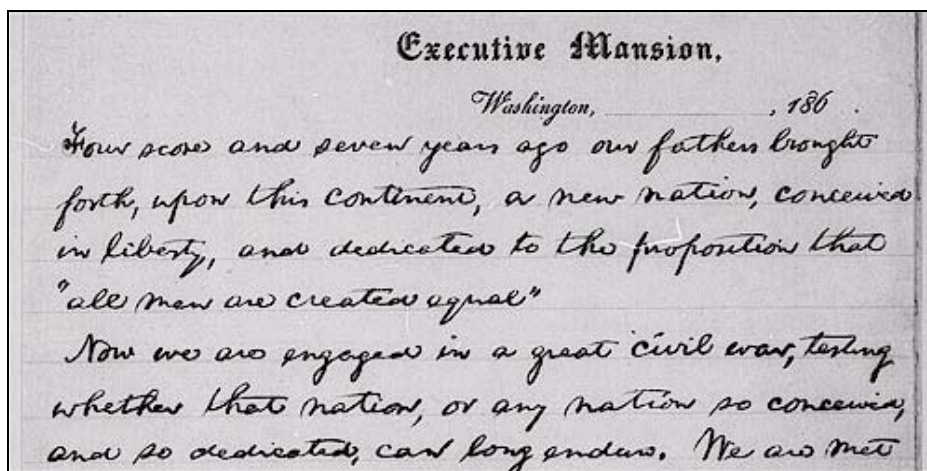 Executive Mansion,
Washington, , 186 .
Four score and seven years ago our fathers brought
forth, upon this continent, a new nation, conceived
in liberty, and dedicated to the proposition that
"all men are created equal"
Now we are engaged in a great civil war, testing
whether that nation, or any nation so conceived,
and so dedicated, can long endure. We are met